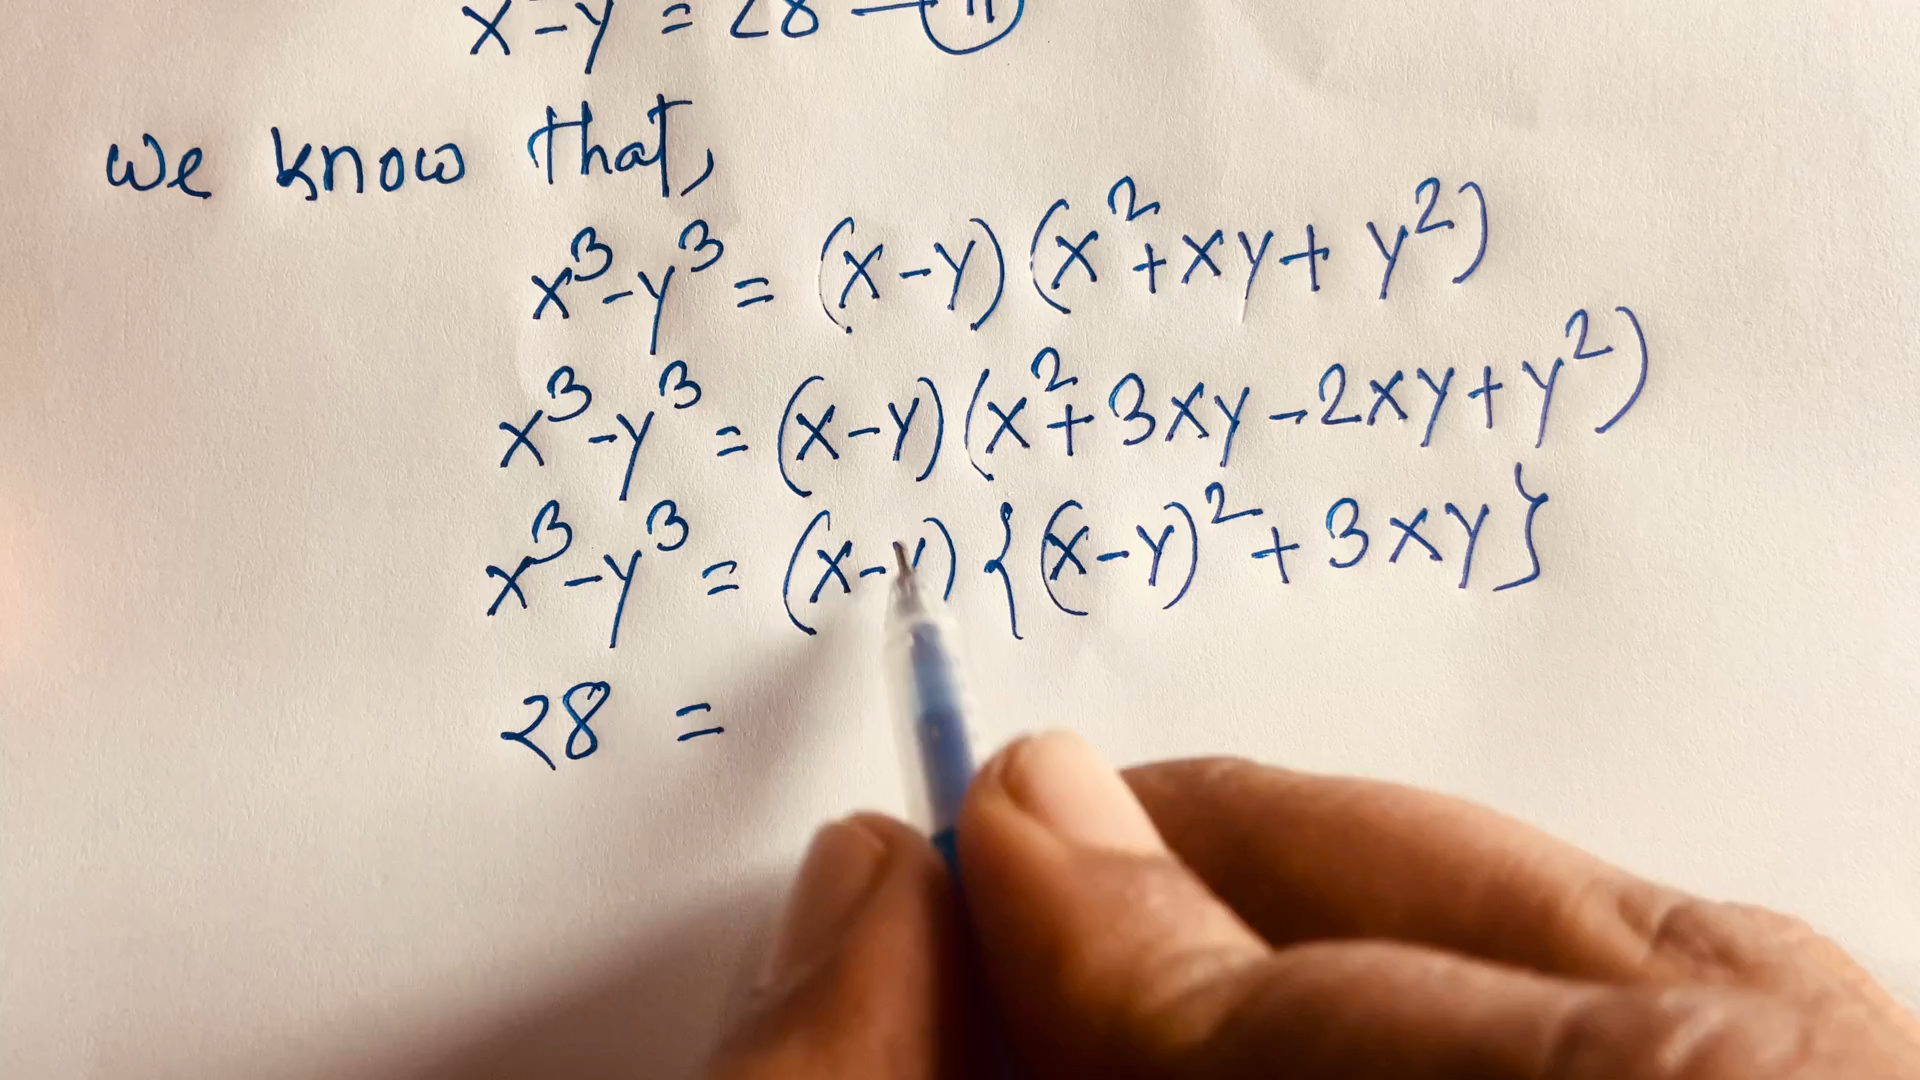 x-y = 28 — (11)
we know that,
x³-y³ = (x-y)(x²+xy+y²)
x³-y³ = (x-y)(x²+3xy-2xy+y²)
x³-y³ = (x-y){(x-y)²+3xy}
28 =